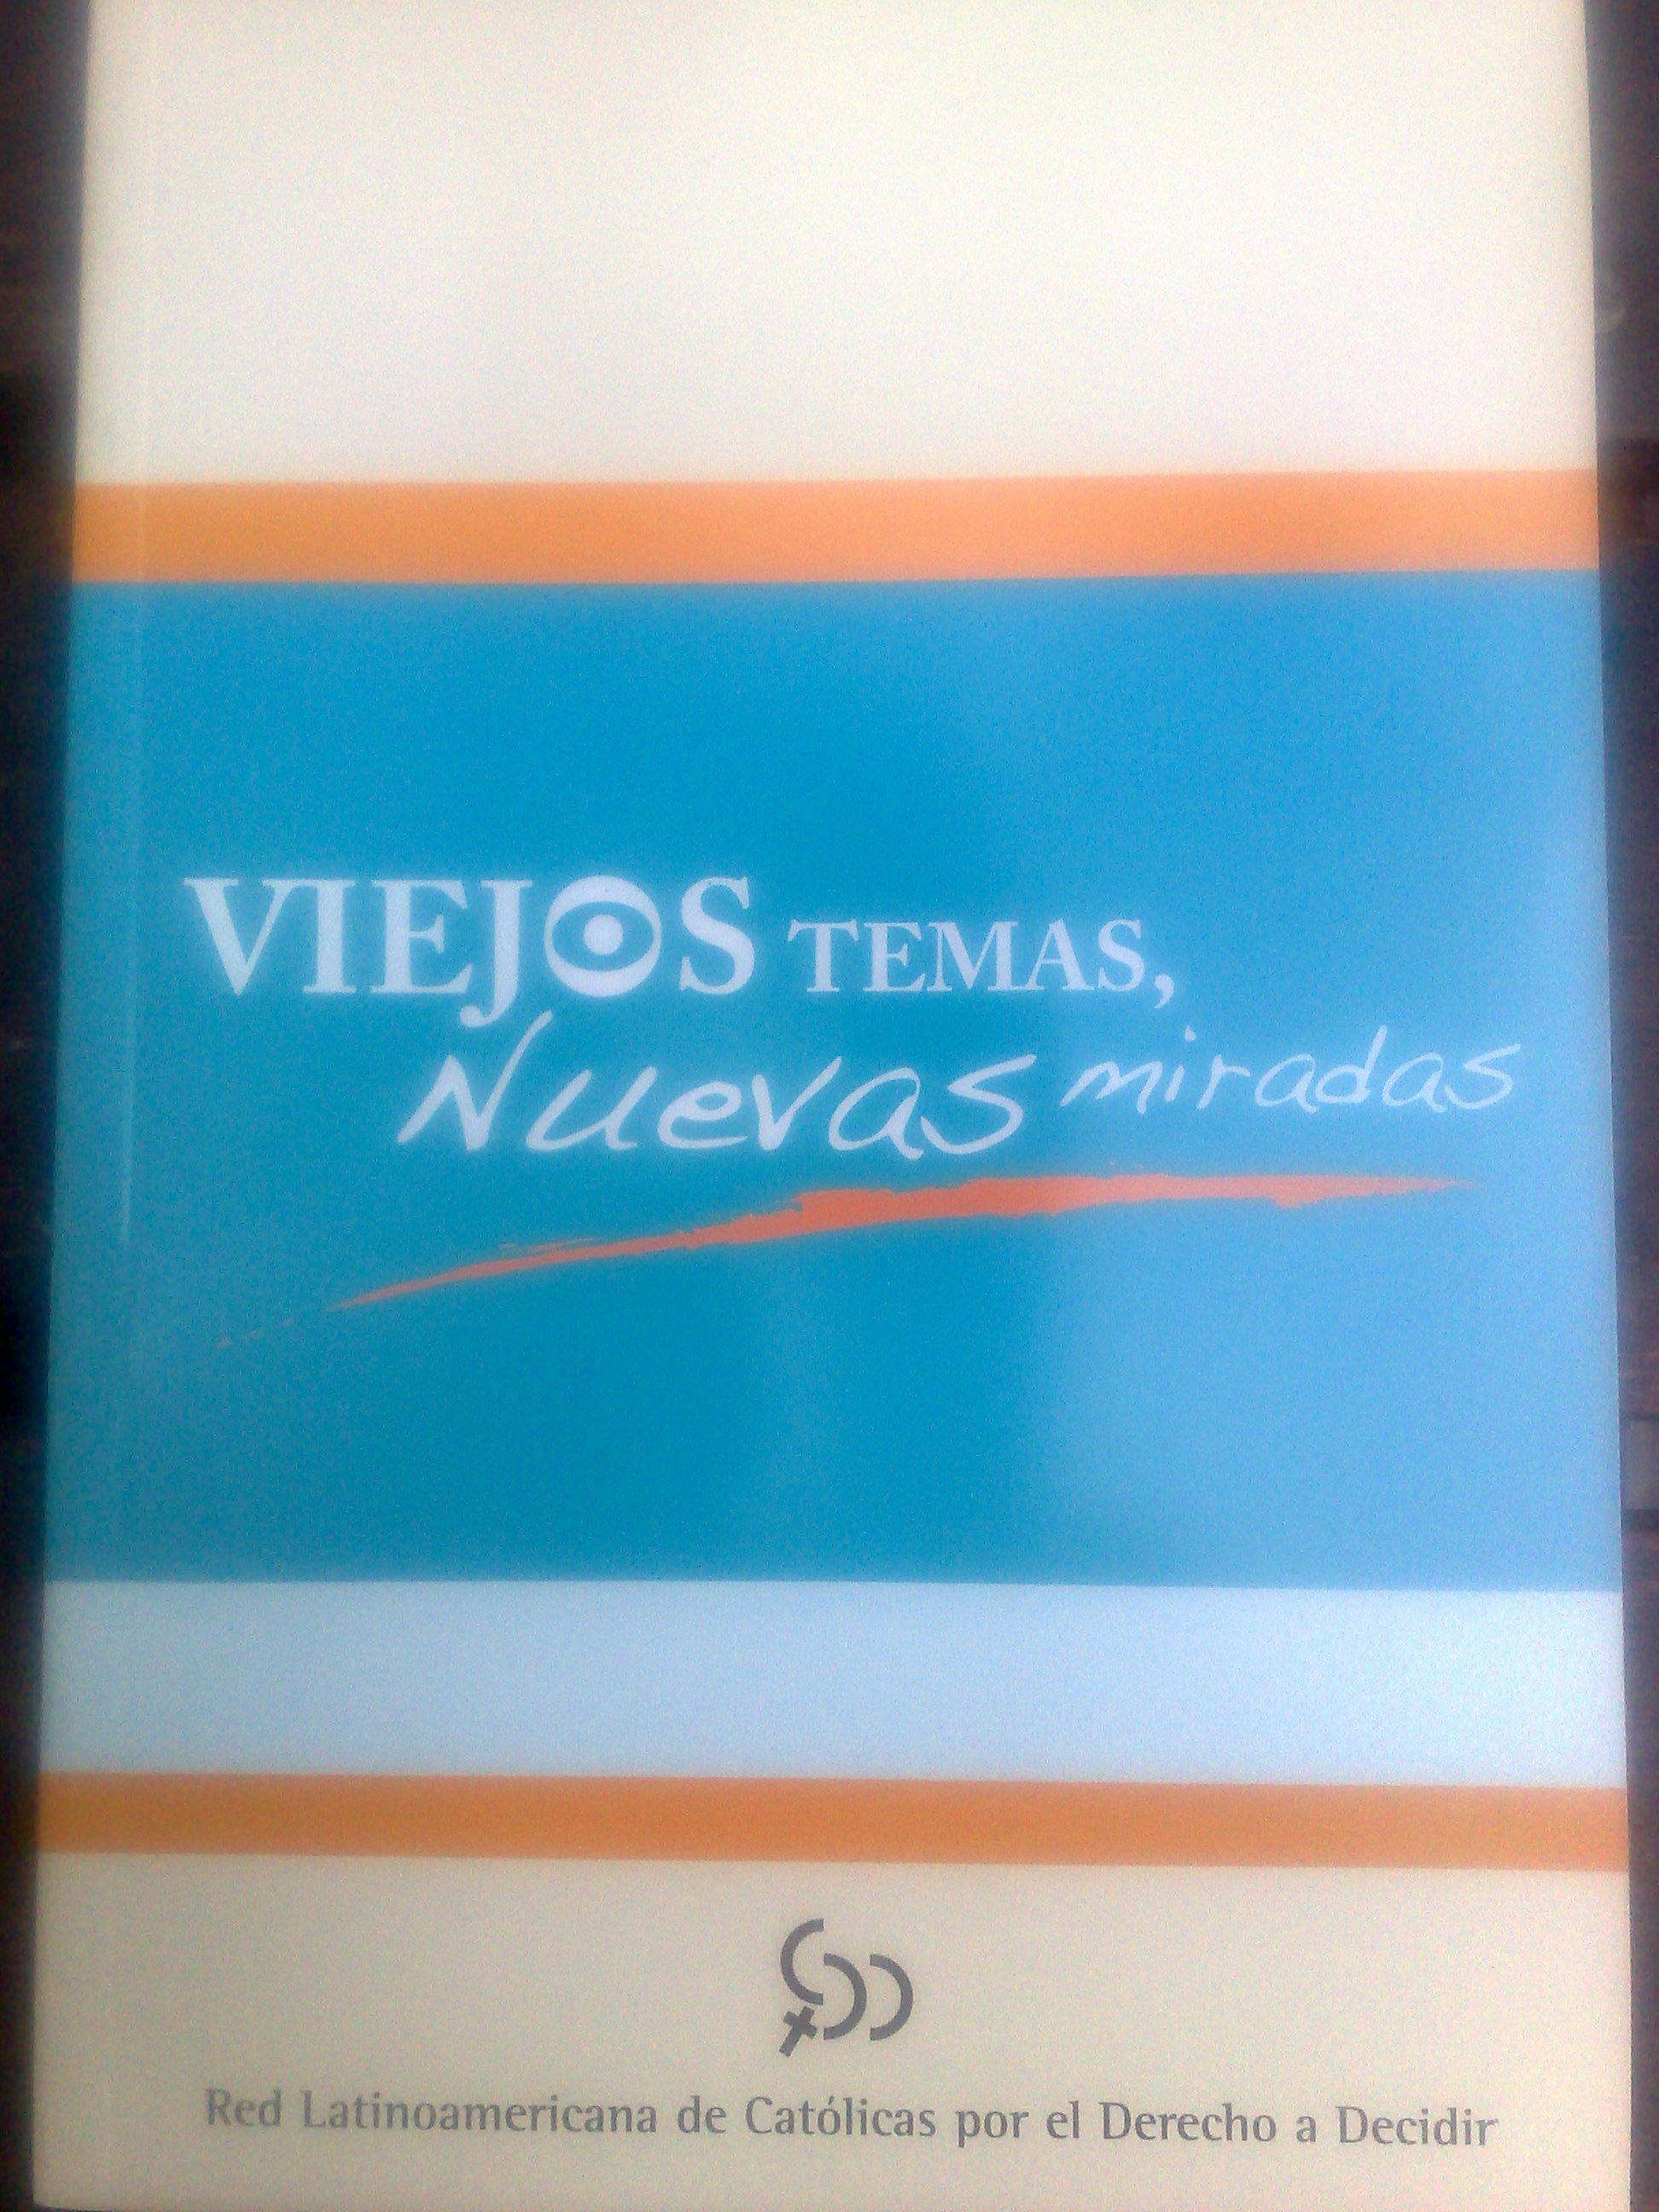 VIEJOS TEMAS,
Nuevas miradas
Red Latinoamericana de Católicas por el Derecho a Decidir